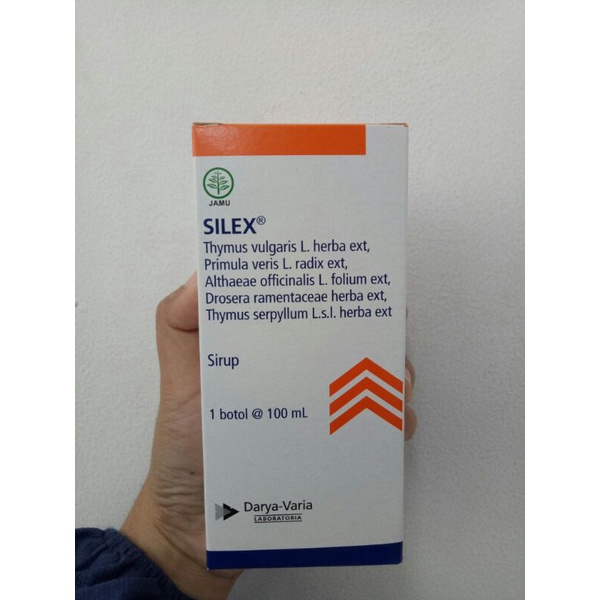 JAMU
SILEX®
Thymus vulgaris L. herba ext,
Primula veris L. radix ext,
Althaeae officinalis L. folium ext,
Drosera ramentaceae herba ext,
Thymus serpyllum L.s.l. herba ext
Sirup
1 botol @ 100 mL
Darya-Varia
LABORATORIA